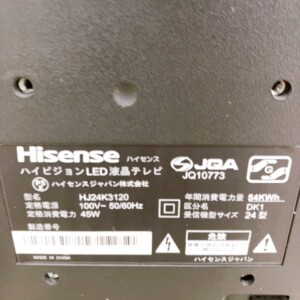 Hisense ハイセンス
JQA
JQ10773
ハイビジョンLED液晶テレビ
ハイセンスジャパン株式会社
型名 HJ24K3120
定格電源 100V~ 50/60Hz
定格消費電力 45W
製造番号
年間消費電力量 54KWh
区分名 DK1
受信機型サイズ 24型
危険
ハイセンスジャパン
MADE IN CHINA